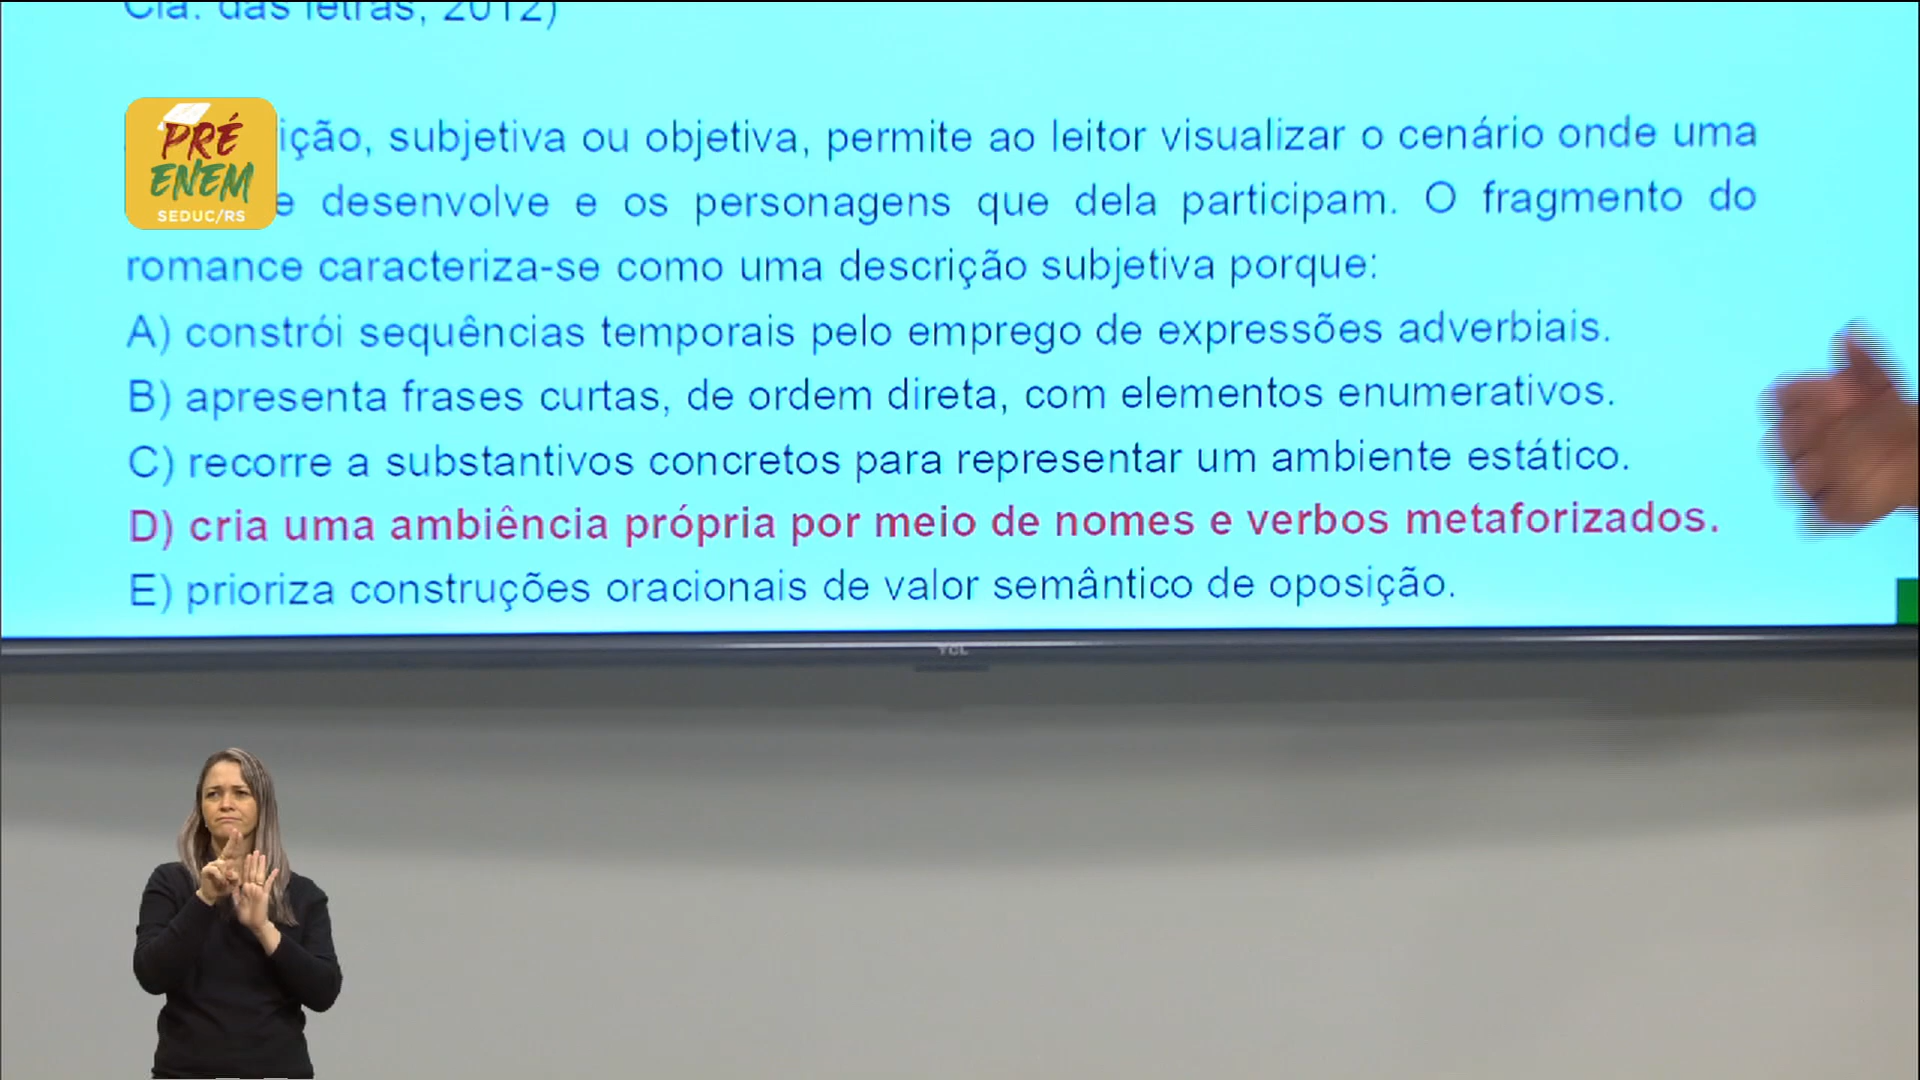 Cia. das letras, 2012)
PRÉ
ENEM
SEDUC/RS
ição, subjetiva ou objetiva, permite ao leitor visualizar o cenário onde uma
e desenvolve e os personagens que dela participam. O fragmento do
romance caracteriza-se como uma descrição subjetiva porque:
A) constrói sequências temporais pelo emprego de expressões adverbiais.
B) apresenta frases curtas, de ordem direta, com elementos enumerativos.
C) recorre a substantivos concretos para representar um ambiente estático.
D) cria uma ambiência própria por meio de nomes e verbos metaforizados.
E) prioriza construções oracionais de valor semântico de oposição.
TCL